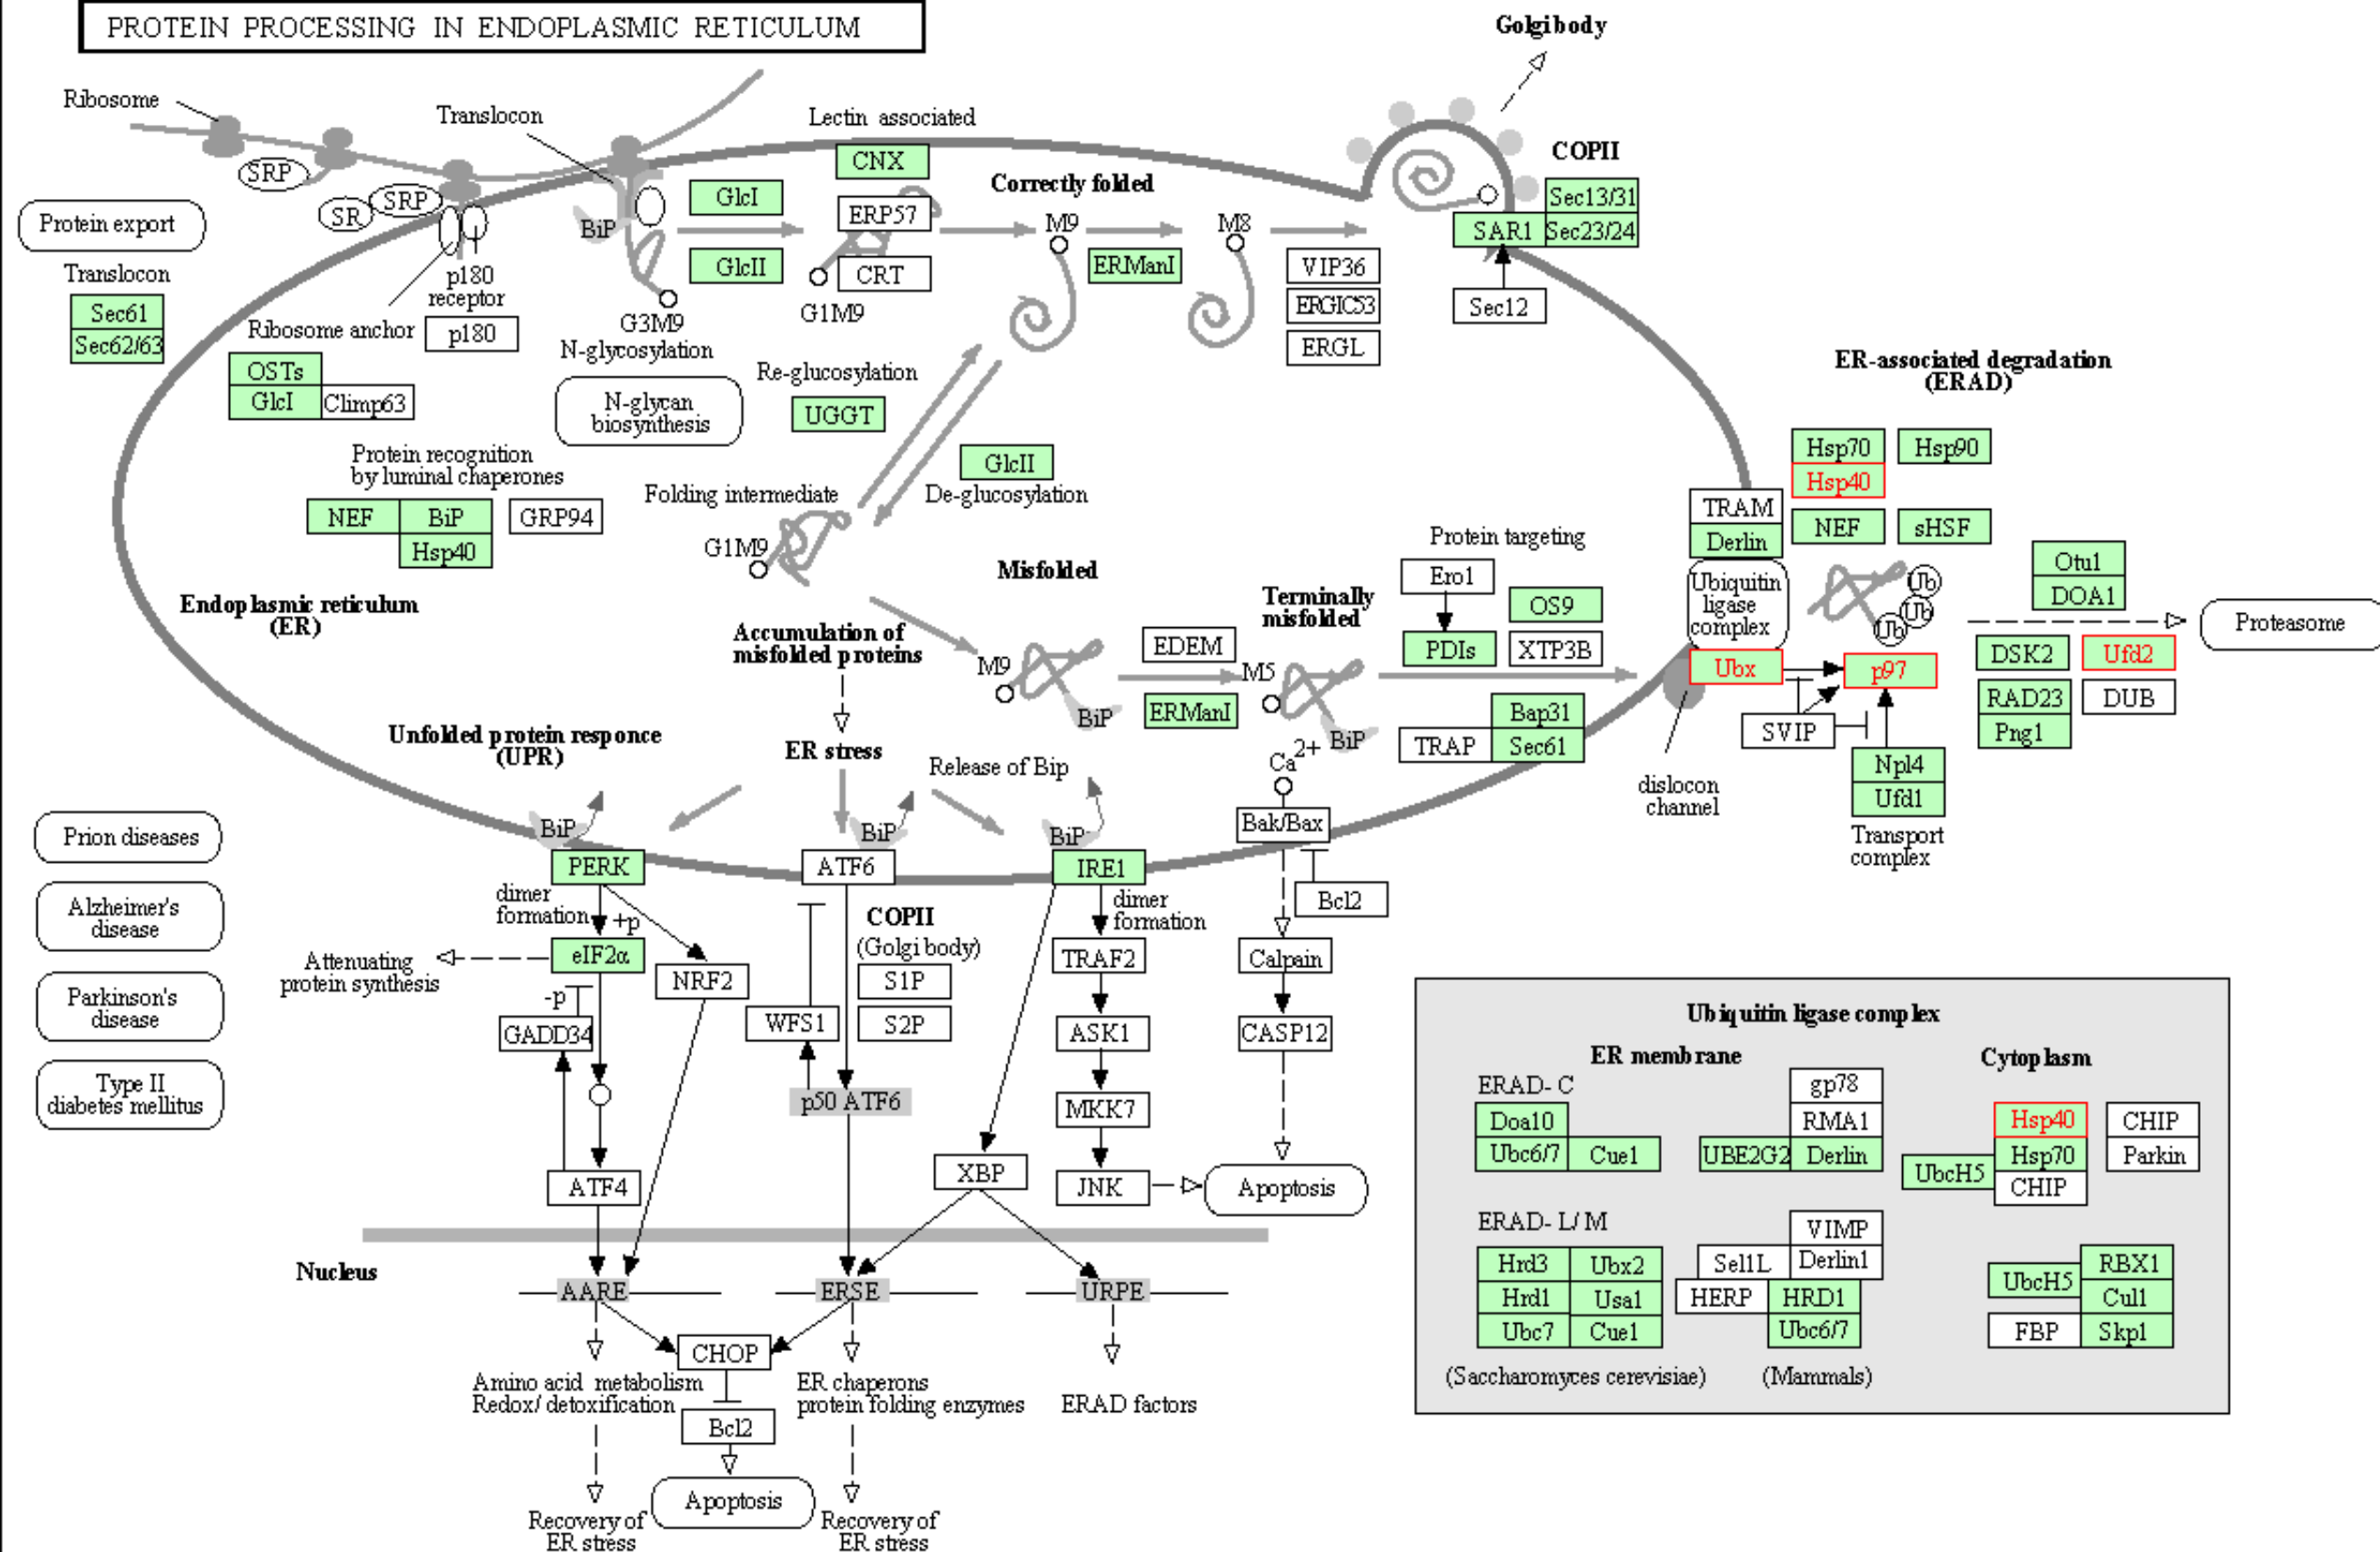 PROTEIN PROCESSING IN ENDOPLASMIC RETICULUM
Golgi body
Ribosome
Translocon
Lectin associated
SRP
CNX
COPII
Protein export
SR
SRP
BiP
GlcI
ERP57
Correctly folded
M9
M8
Sec13/31
SAR1
Sec23/24
Translocon
Sec61
Sec62/63
p180
receptor
p180
Ribosome anchor
GlcII
CRT
G1M9
ERManI
VIP36
ERGIC53
ERGL
Sec12
G3M9
N-glycosylation
OSTs
GlcI
Climp63
N-glycan
biosynthesis
Re-glucosylation
UGGT
ER-associated degradation
(ERAD)
Protein recognition
by luminal chaperones
NEF
BiP
GRP94
Hsp40
Folding intermediate
G1M9
GlcII
De-glucosylation
Hsp70
Hsp90
Hsp40
TRAM
NEF
sHSF
Derlin
Endoplasmic reticulum
(ER)
Misfolded
Accumulation of
misfolded proteins
Terminally
misfolded
Protein targeting
Ero1
OS9
PDIs
XTP3B
Ubiquitin
ligase
complex
Ub
Ub
Ub
Otu1
DOA1
Proteasome
M9
BiP
EDEM
ERManI
M5
BiP
Bap31
TRAP
Sec61
Ubx
p97
SVIP
DSK2
Ufd2
RAD23
DUB
Png1
Npl4
Ufd1
Transport
complex
dislocon
channel
Unfolded protein responce
(UPR)
ER stress
Release of Bip
Ca2+
Bak/Bax
Bcl2
Prion diseases
Alzheimer's
disease
Parkinson's
disease
Type II
diabetes mellitus
BiP
BiP
BiP
PERK
ATF6
IRE1
dimer
formation
+p
eIF2α
Attenuating
protein synthesis
-p
GADD34
NRF2
COPII
(Golgi body)
S1P
S2P
WFS1
p50 ATF6
dimer
formation
TRAF2
ASK1
MKK7
JNK
XBP
Calpain
CASP12
Apoptosis
ATF4
Nucleus
AARE
ERSE
URPE
CHOP
Bcl2
Apoptosis
Amino acid metabolism
Redox/ detoxification
ER chaperons
protein folding enzymes
ERAD factors
Recovery of
ER stress
Recovery of
ER stress
Ubiquitin ligase complex
ER membrane
Cytoplasm
ERAD- C
Doa10
Ubc6/7
Cue1
gp78
RMA1
UBE2G2
Derlin
Hsp40
Hsp70
UbcH5
CHIP
CHIP
Parkin
ERAD- L/ M
Hrd3
Ubx2
Hrd1
Usa1
Ubc7
Cue1
VIMP
Sel1L
Derlin1
HERP
HRD1
Ubc6/7
UbcH5
RBX1
Cul1
FBP
Skp1
(Saccharomyces cerevisiae)
(Mammals)